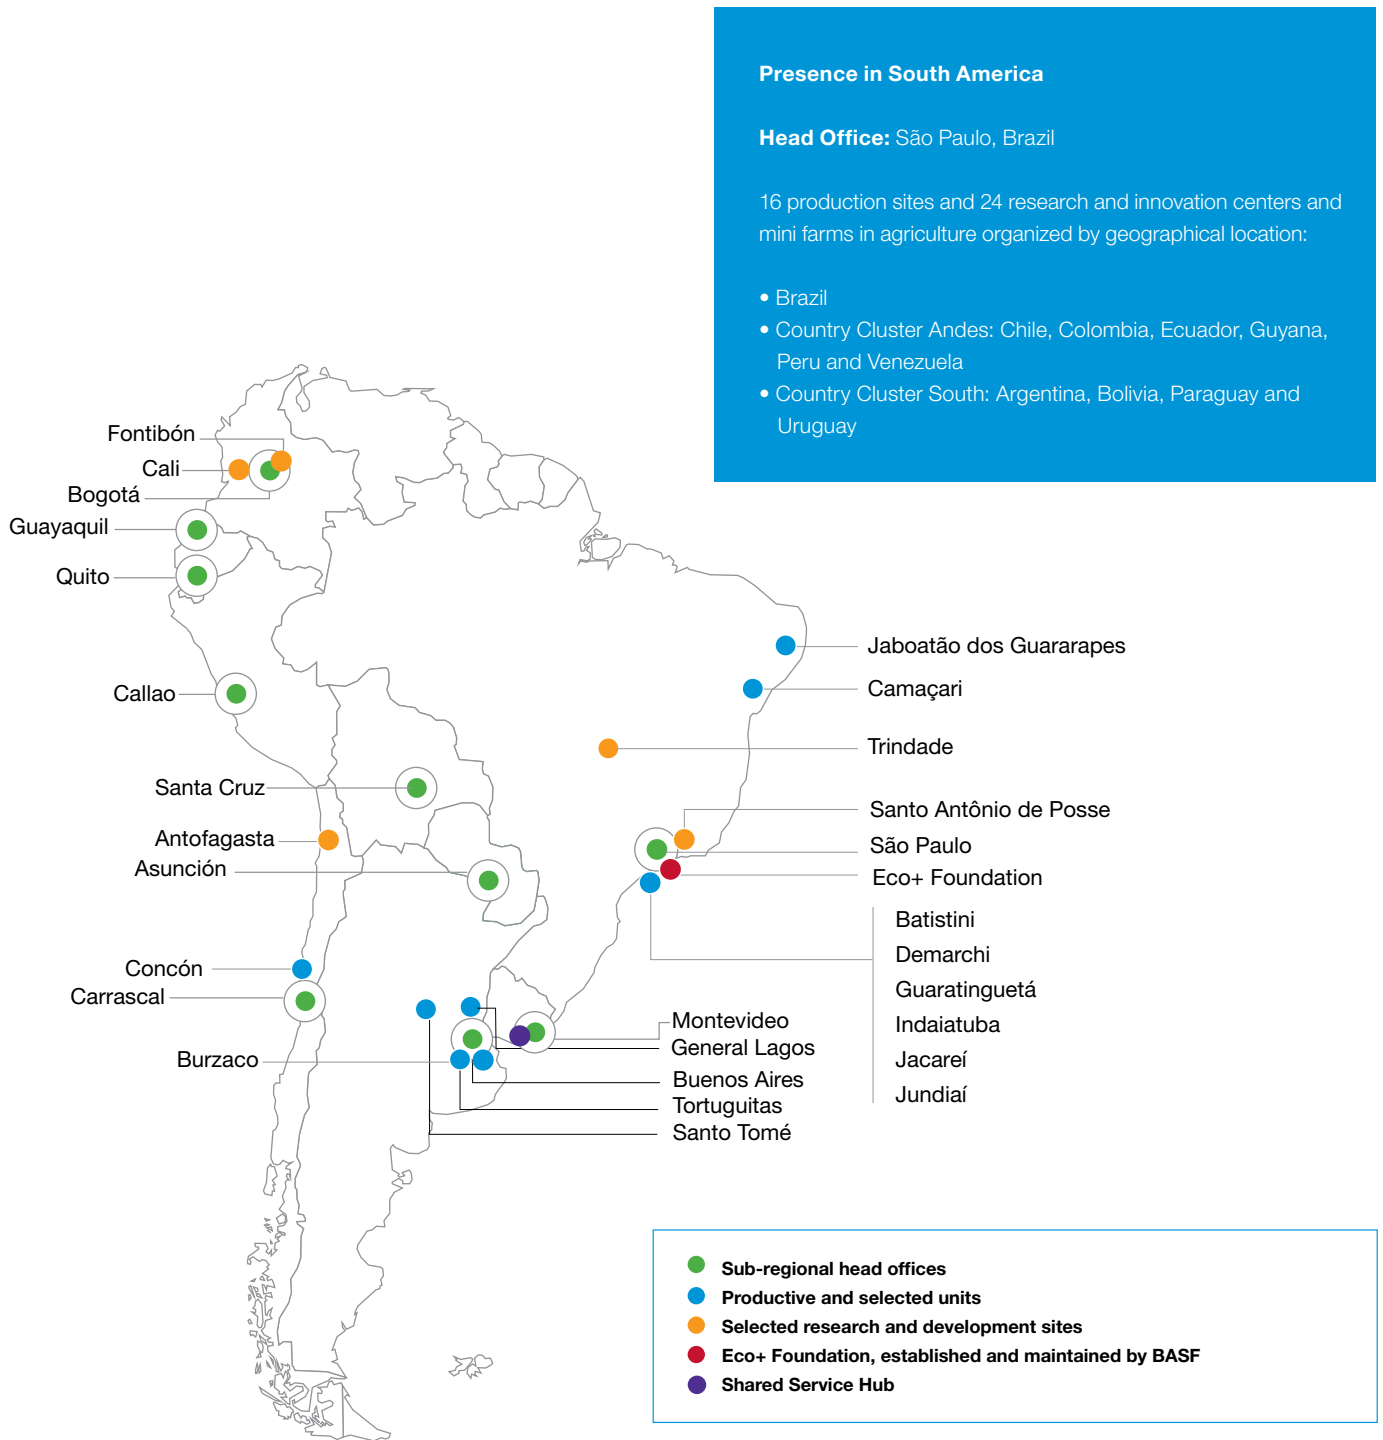 Presence in South America
Head Office: São Paulo, Brazil
16 production sites and 24 research and innovation centers and
mini farms in agriculture organized by geographical location:
• Brazil
• Country Cluster Andes: Chile, Colombia, Ecuador, Guyana,
Peru and Venezuela
• Country Cluster South: Argentina, Bolivia, Paraguay and
Uruguay
Fontibón
Cali
Bogotá
Guayaquil
Quito
Callao
Santa Cruz
Antofagasta
Asunción
Concón
Carrascal
Burzaco
Jaboatão dos Guararapes
Camaçari
Trindade
Santo Antônio de Posse
São Paulo
Eco+ Foundation
Batistini
Demarchi
Guaratinguetá
Indaiatuba
Jacareí
Jundiaí
Montevideo
General Lagos
Buenos Aires
Tortuguitas
Santo Tomé
Sub-regional head offices
Productive and selected units
Selected research and development sites
Eco+ Foundation, established and maintained by BASF
Shared Service Hub